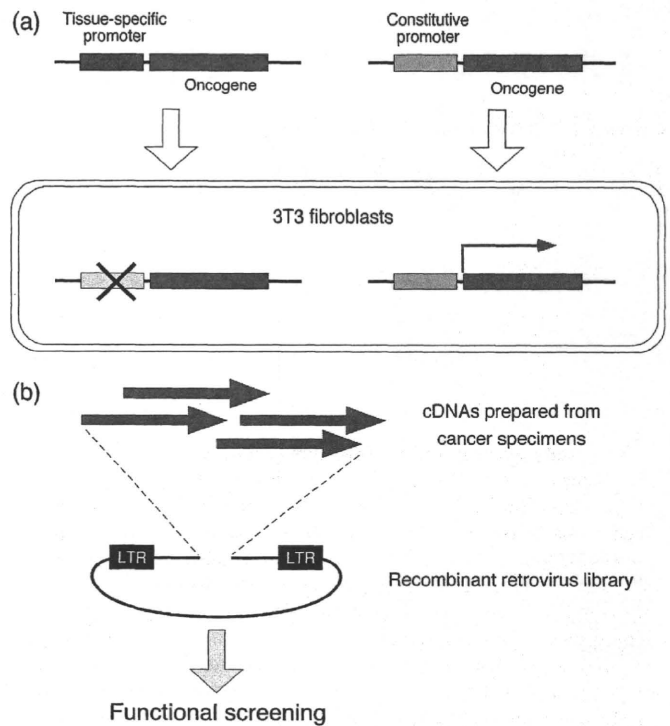 (a)
Tissue-specific
promoter
Oncogene
Constitutive
promoter
Oncogene
3T3 fibroblasts
(b)
cDNAs prepared from
cancer specimens
LTR
LTR
Recombinant retrovirus library
Functional screening